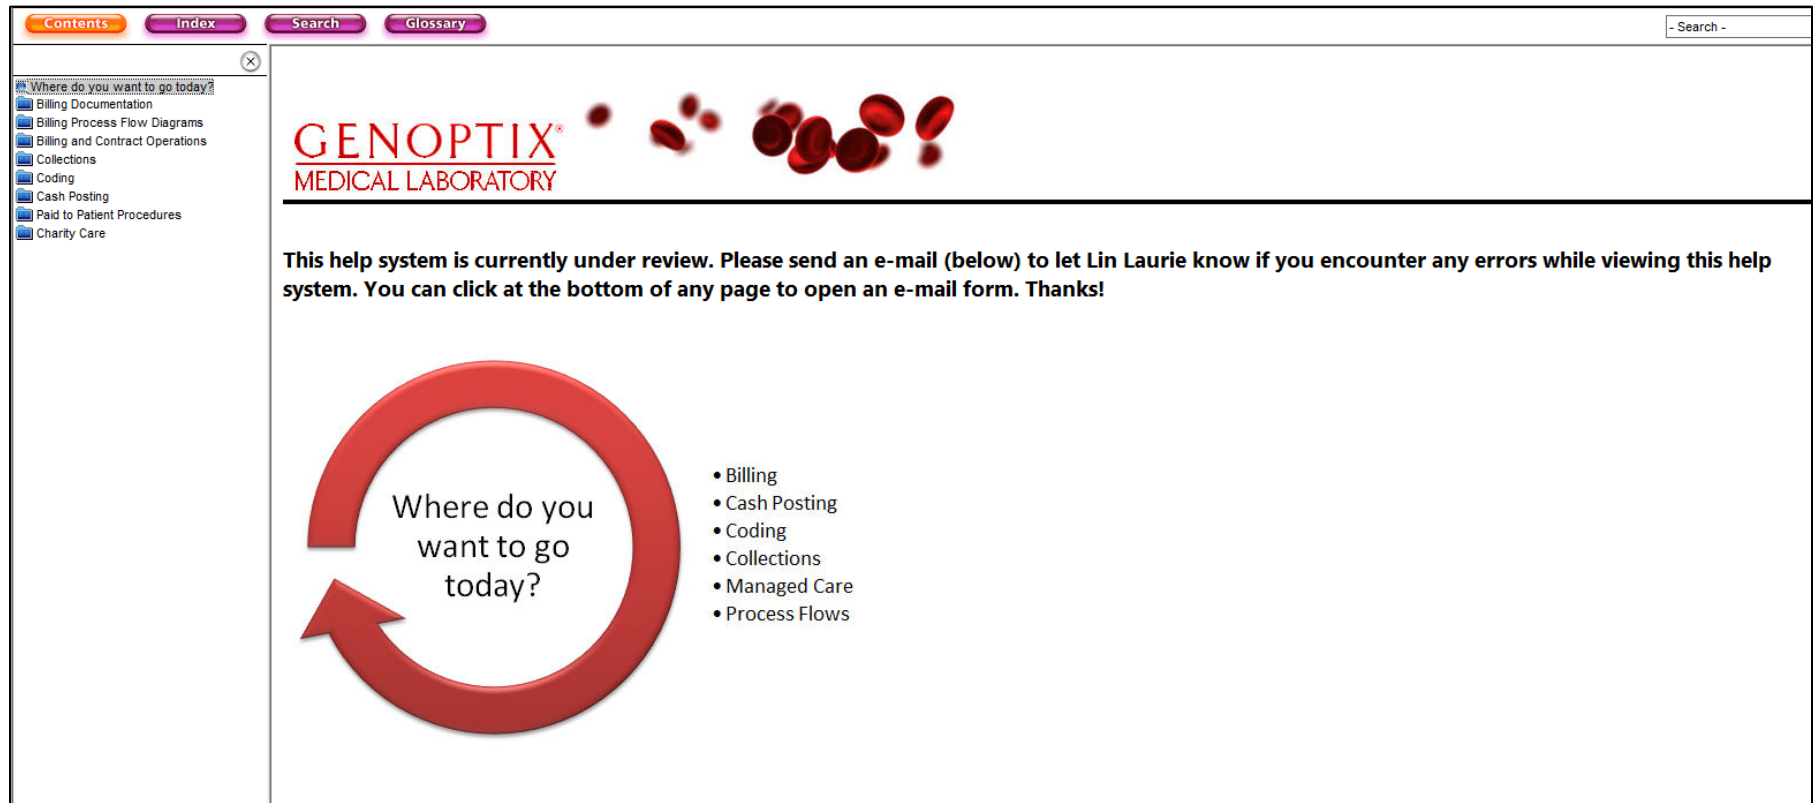 Contents Index Search Glossary
- Search -
Where do you want to go today?
Billing Documentation
Billing Process Flow Diagrams
Billing and Contract Operations
Collections
Coding
Cash Posting
Paid to Patient Procedures
Charity Care
GENOPTIX®
MEDICAL LABORATORY
This help system is currently under review. Please send an e-mail (below) to let Lin Laurie know if you encounter any errors while viewing this help
system. You can click at the bottom of any page to open an e-mail form. Thanks!
Where do you
want to go
today?
• Billing
• Cash Posting
• Coding
• Collections
• Managed Care
• Process Flows